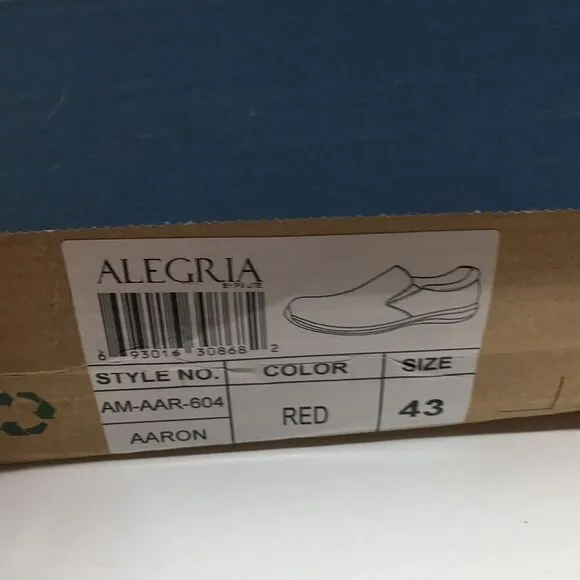 ALEGRIA
BY PG LITE
6 93016 30868 2
STYLE NO. COLOR SIZE
AM-AAR-604 RED 43
AARON